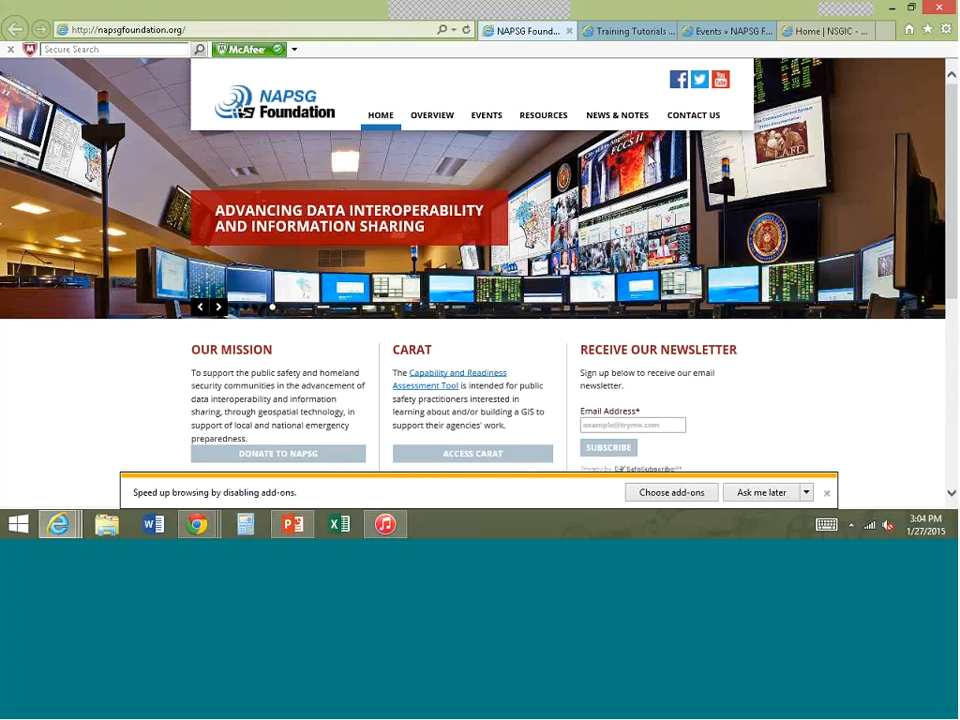 http://napsgfoundation.org/
NAPSG Found...
Training Tutorials ...
Events » NAPSG F...
Home | NSGIC - ...
Secure Search
McAfee
NAPSG
Foundation
HOME
OVERVIEW
EVENTS
RESOURCES
NEWS & NOTES
CONTACT US
ECCS II
LAFD
ADVANCING DATA INTEROPERABILITY
AND INFORMATION SHARING
OUR MISSION
To support the public safety and homeland
security communities in the advancement of
data interoperability and information
sharing, through geospatial technology, in
support of local and national emergency
preparedness.
DONATE TO NAPSG
CARAT
The Capability and Readiness
Assessment Tool is intended for public
safety practitioners interested in
learning about and/or building a GIS to
support their agencies' work.
ACCESS CARAT
RECEIVE OUR NEWSLETTER
Sign up below to receive our email
newsletter.
Email Address*
example@tryme.com
SUBSCRIBE
Privacy by SafeSubscribe
Speed up browsing by disabling add-ons.
Choose add-ons
Ask me later
3:04 PM
1/27/2015